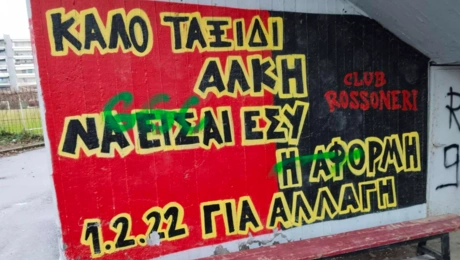 ΚΑΛΟ ΤΑΞΙΔΙ
ΑΛΚΗ
CLUB
ROSSONERI
ΝΑ ΕΙΣΑΙ ΕΣΥ
Η ΑΦΟΡΜΗ
1.2.22 ΓΙΑ ΑΛΛΑΓΗ